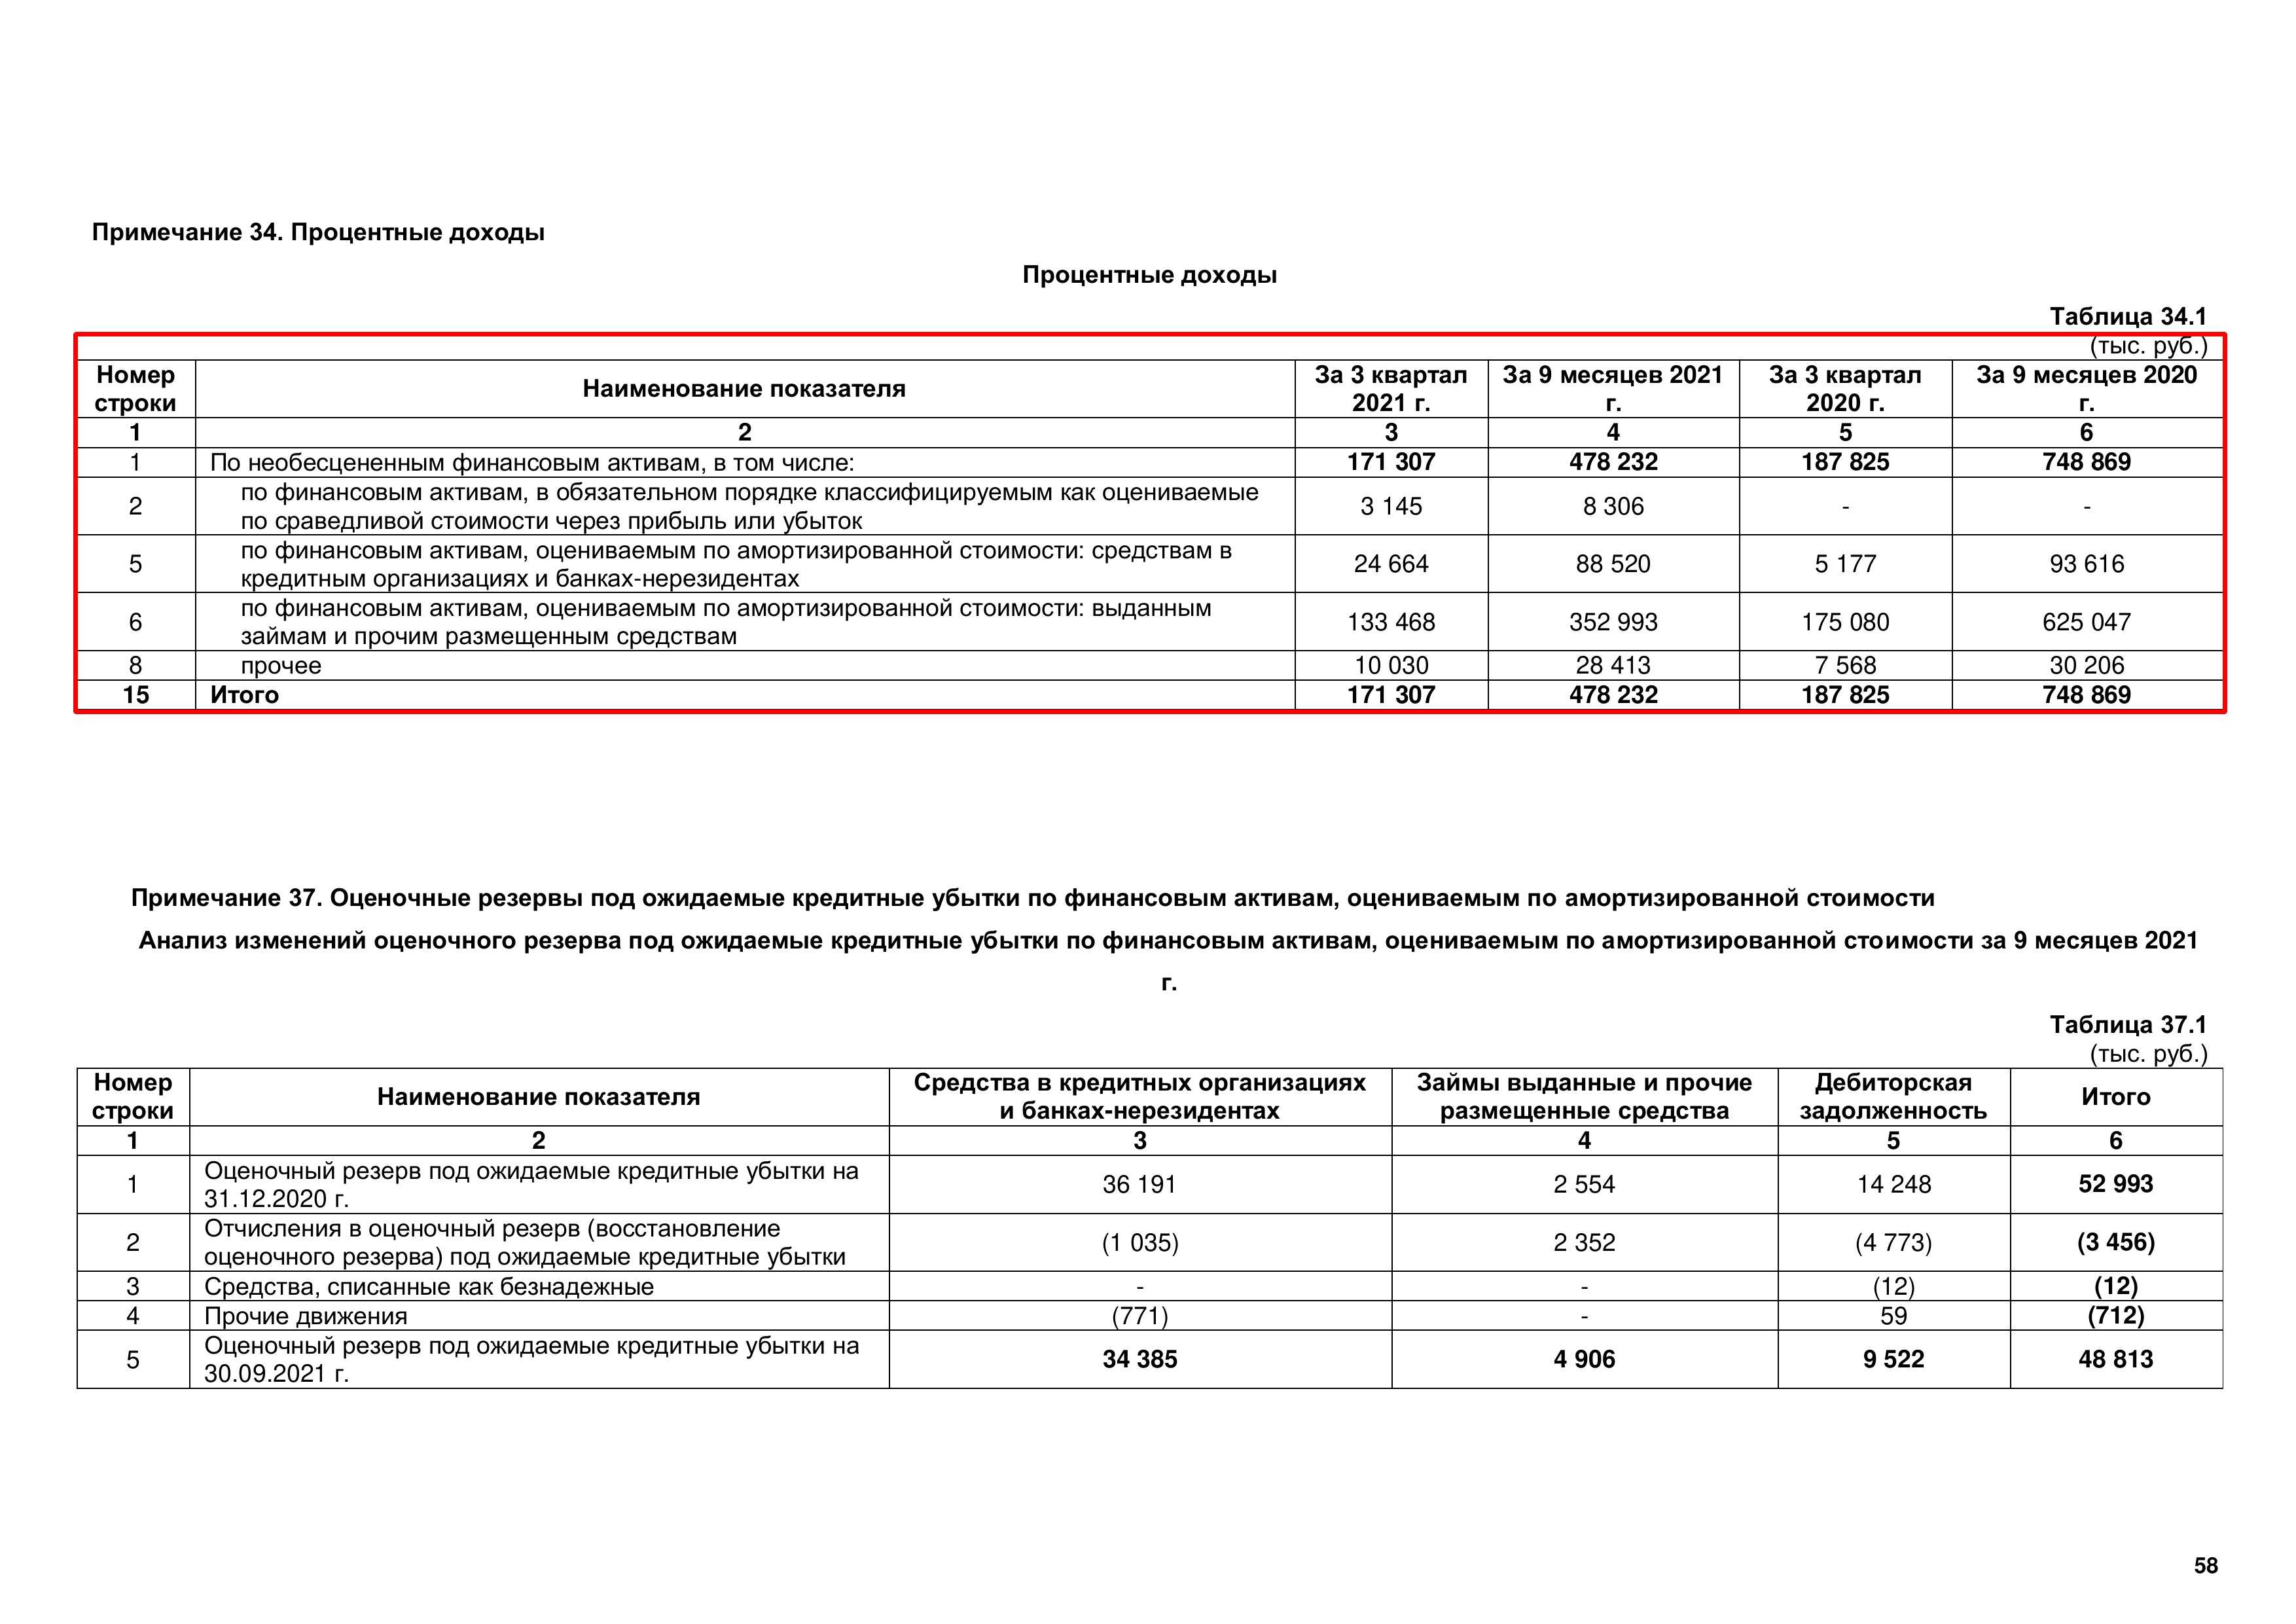 Примечание 34. Процентные доходы
Процентные доходы
Таблица 34.1
(тыс. руб.)
Номер строки Наименование показателя За 3 квартал 2021 г. За 9 месяцев 2021 г. За 3 квартал 2020 г. За 9 месяцев 2020 г.
1 2 3 4 5 6
1 По необесцененным финансовым активам, в том числе: 171 307 478 232 187 825 748 869
2 по финансовым активам, в обязательном порядке классифицируемым как оцениваемые по сраведливой стоимости через прибыль или убыток 3 145 8 306 - -
5 по финансовым активам, оцениваемым по амортизированной стоимости: средствам в кредитным организациях и банках-нерезидентах 24 664 88 520 5 177 93 616
6 по финансовым активам, оцениваемым по амортизированной стоимости: выданным займам и прочим размещенным средствам 133 468 352 993 175 080 625 047
8 прочее 10 030 28 413 7 568 30 206
15 Итого 171 307 478 232 187 825 748 869
Примечание 37. Оценочные резервы под ожидаемые кредитные убытки по финансовым активам, оцениваемым по амортизированной стоимости
Анализ изменений оценочного резерва под ожидаемые кредитные убытки по финансовым активам, оцениваемым по амортизированной стоимости за 9 месяцев 2021
г.
Таблица 37.1
(тыс. руб.)
Номер строки Наименование показателя Средства в кредитных организациях и банках-нерезидентах Займы выданные и прочие размещенные средства Дебиторская задолженность Итого
1 2 3 4 5 6
1 Оценочный резерв под ожидаемые кредитные убытки на 31.12.2020 г. 36 191 2 554 14 248 52 993
2 Отчисления в оценочный резерв (восстановление оценочного резерва) под ожидаемые кредитные убытки (1 035) 2 352 (4 773) (3 456)
3 Средства, списанные как безнадежные - - (12) (12)
4 Прочие движения (771) - 59 (712)
5 Оценочный резерв под ожидаемые кредитные убытки на 30.09.2021 г. 34 385 4 906 9 522 48 813
58